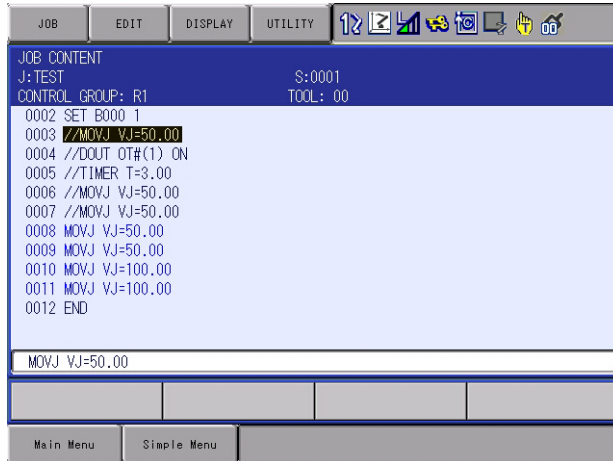 JOB EDIT DISPLAY UTILITY
JOB CONTENT
J:TEST S:0001
CONTROL GROUP: R1 TOOL: 00
0002 SET B000 1
0003 //MOVJ VJ=50.00
0004 //DOUT OT#(1) ON
0005 //TIMER T=3.00
0006 //MOVJ VJ=50.00
0007 //MOVJ VJ=50.00
0008 MOVJ VJ=50.00
0009 MOVJ VJ=50.00
0010 MOVJ VJ=100.00
0011 MOVJ VJ=100.00
0012 END
MOVJ VJ=50.00
Main Menu Simple Menu